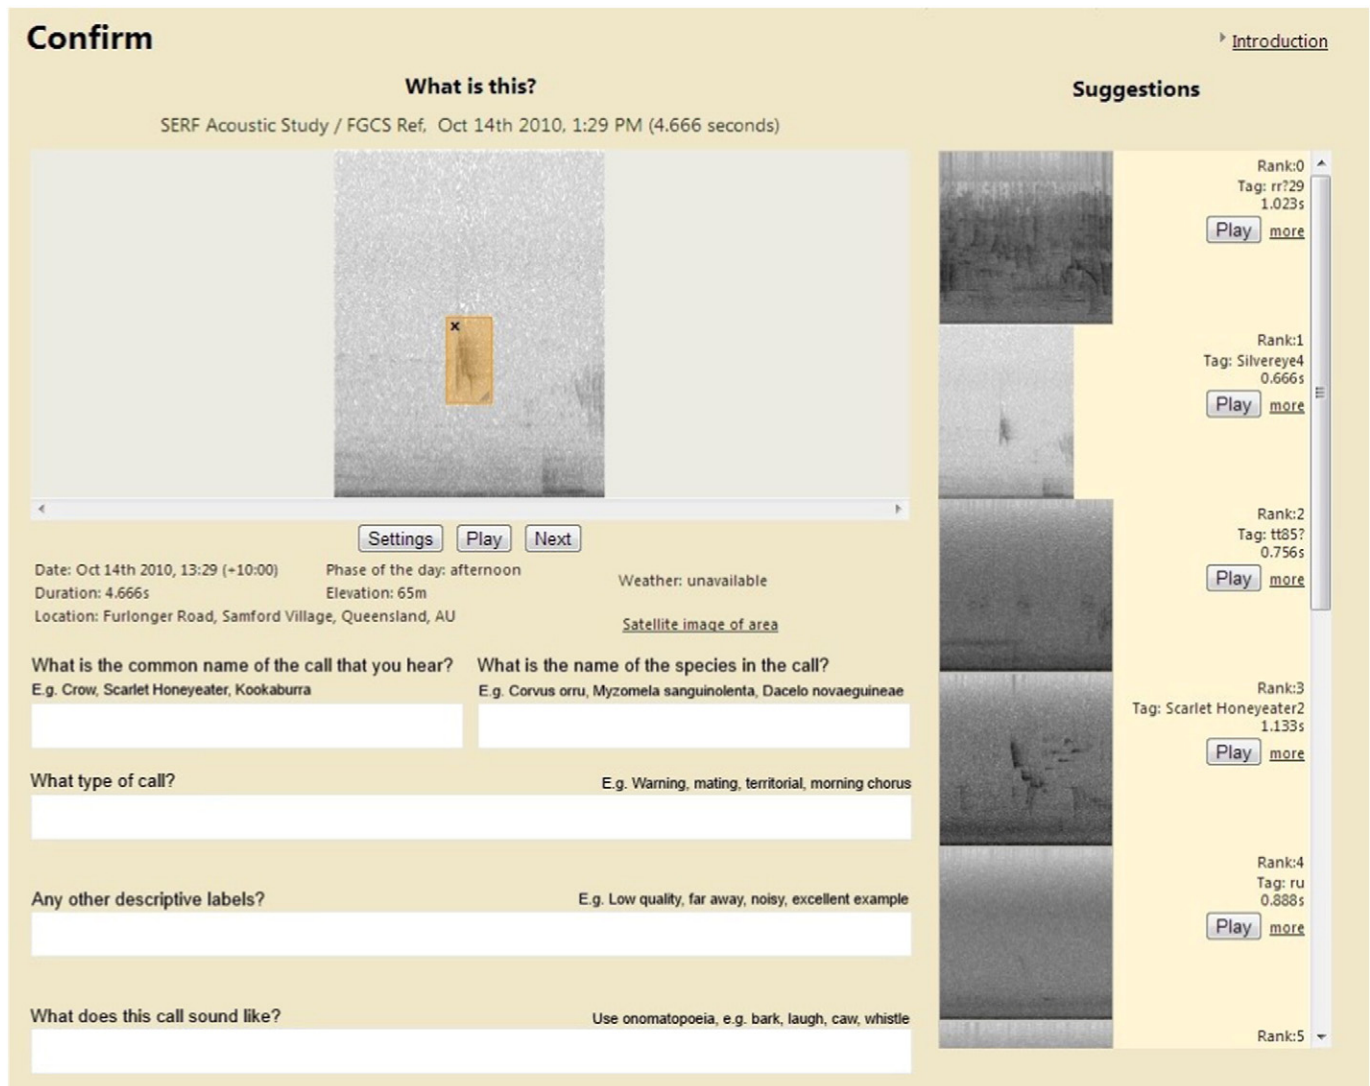 Confirm
Introduction
What is this?
Suggestions
SERF Acoustic Study / FGCS Ref, Oct 14th 2010, 1:29 PM (4.666 seconds)
x
Settings Play Next
Date: Oct 14th 2010, 13:29 (+10:00) Phase of the day: afternoon
Weather: unavailable
Duration: 4.666s Elevation: 65m
Location: Furlonger Road, Samford Village, Queensland, AU
Satellite image of area
What is the common name of the call that you hear? What is the name of the species in the call?
E.g. Crow, Scarlet Honeyeater, Kookaburra E.g. Corvus orru, Myzomela sanguinolenta, Dacelo novaeguineae
What type of call? E.g. Warning, mating, territorial, morning chorus
Any other descriptive labels? E.g. Low quality, far away, noisy, excellent example
What does this call sound like? Use onomatopoeia, e.g. bark, laugh, caw, whistle
Rank:0
Tag: rr?29
1.023s
Play more
Rank:1
Tag: Silvereye4
0.666s
Play more
Rank:2
Tag: tt85?
0.756s
Play more
Rank:3
Tag: Scarlet Honeyeater2
1.133s
Play more
Rank:4
Tag: ru
0.888s
Play more
Rank:5